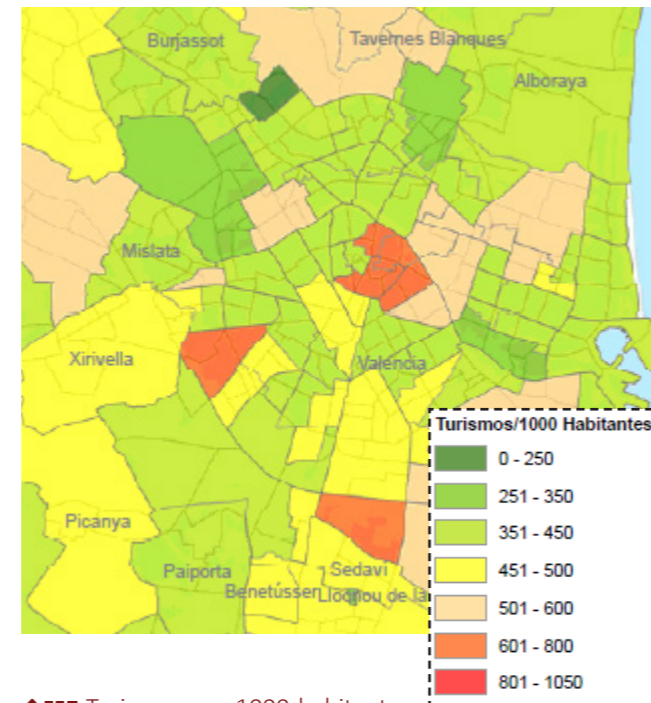 Burjassot
Tavernes Blanques
Alboraya
Mislata
Xirivella
Valencia
Picanya
Paiporta
Sedaví
Benetússer
Turismos/1000 Habitantes
0 - 250
251 - 350
351 - 450
451 - 500
501 - 600
601 - 800
801 - 1050